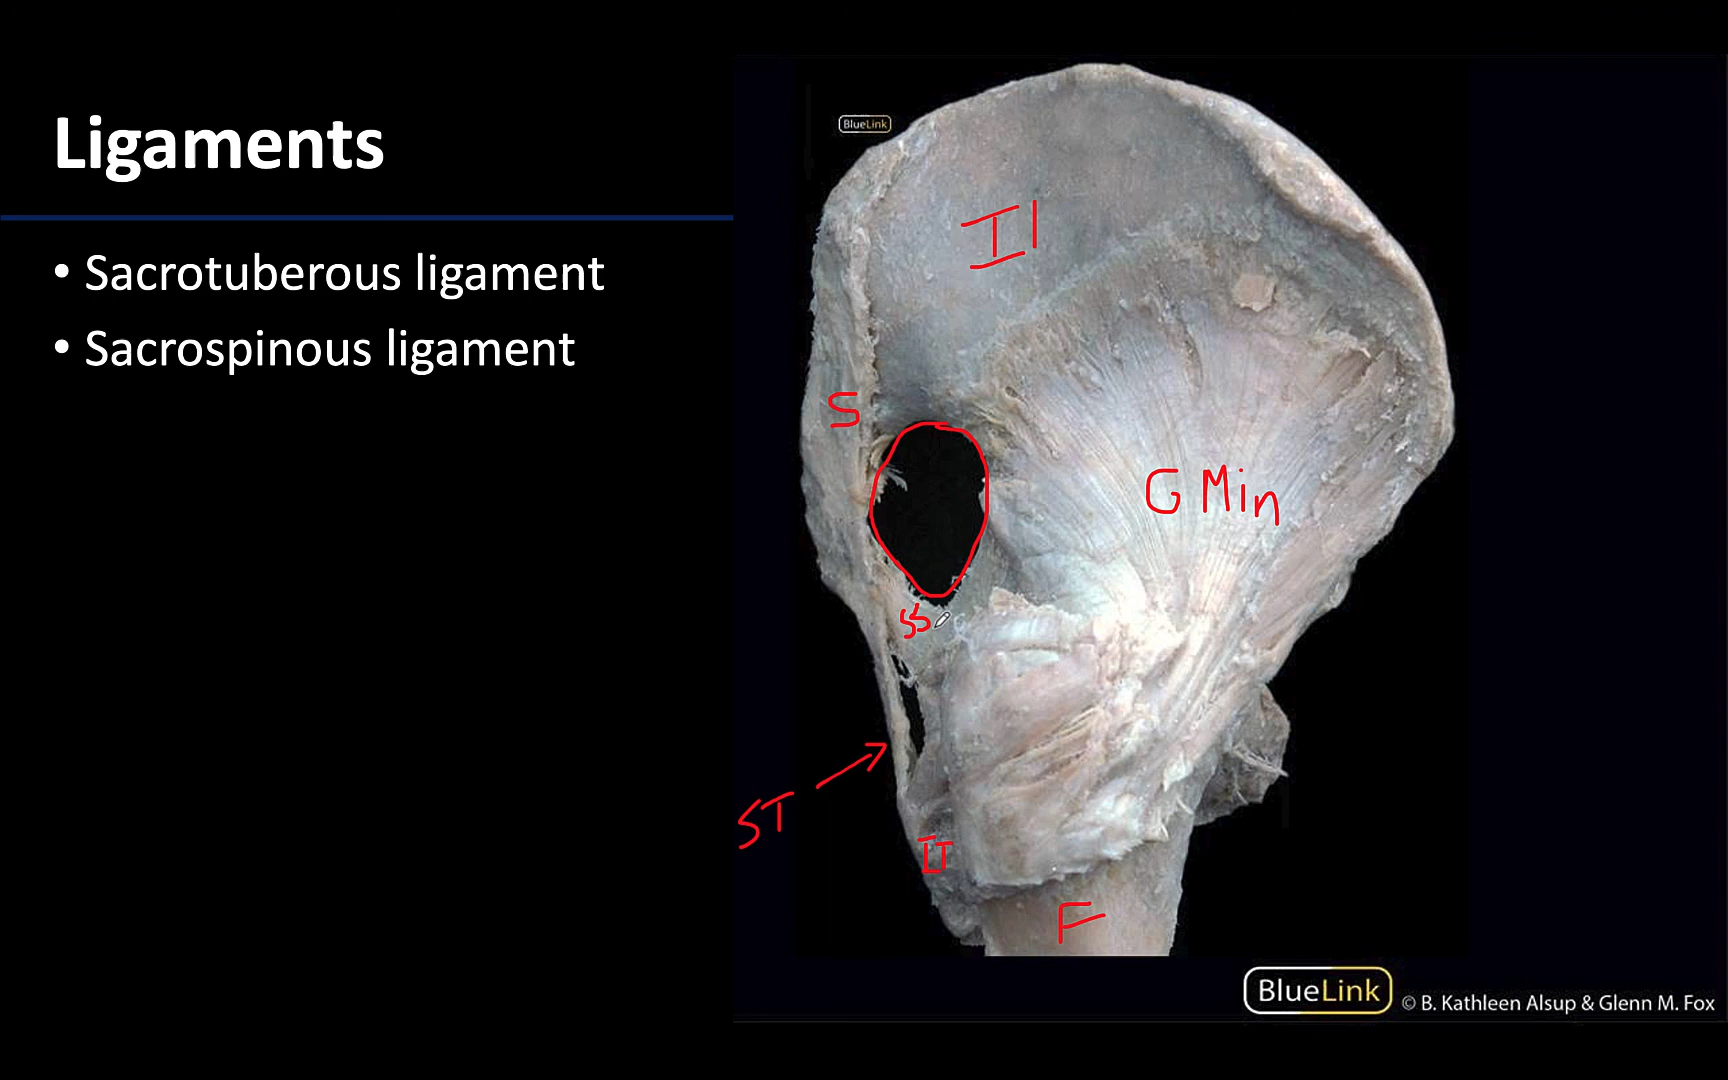 Ligaments
• Sacrotuberous ligament
• Sacrospinous ligament
BlueLink
Il
S
G Min
SS
ST
IT
F
BlueLink © B. Kathleen Alsup & Glenn M. Fox